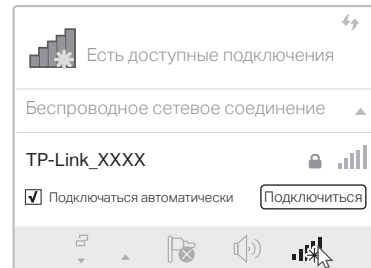 Есть доступные подключения
Беспроводное сетевое соединение
TP-Link_XXXX
Подключаться автоматически Подключиться